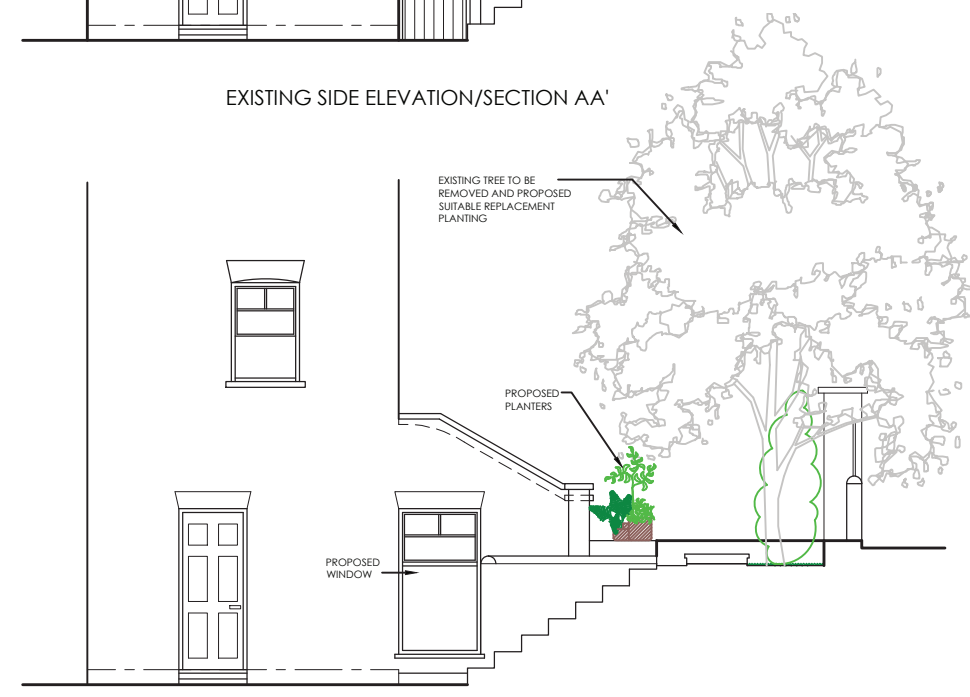 EXISTING SIDE ELEVATION/SECTION AA'
EXISTING TREE TO BE
REMOVED AND PROPOSED
SUITABLE REPLACEMENT
PLANTING
PROPOSED
PLANTERS
PROPOSED
WINDOW